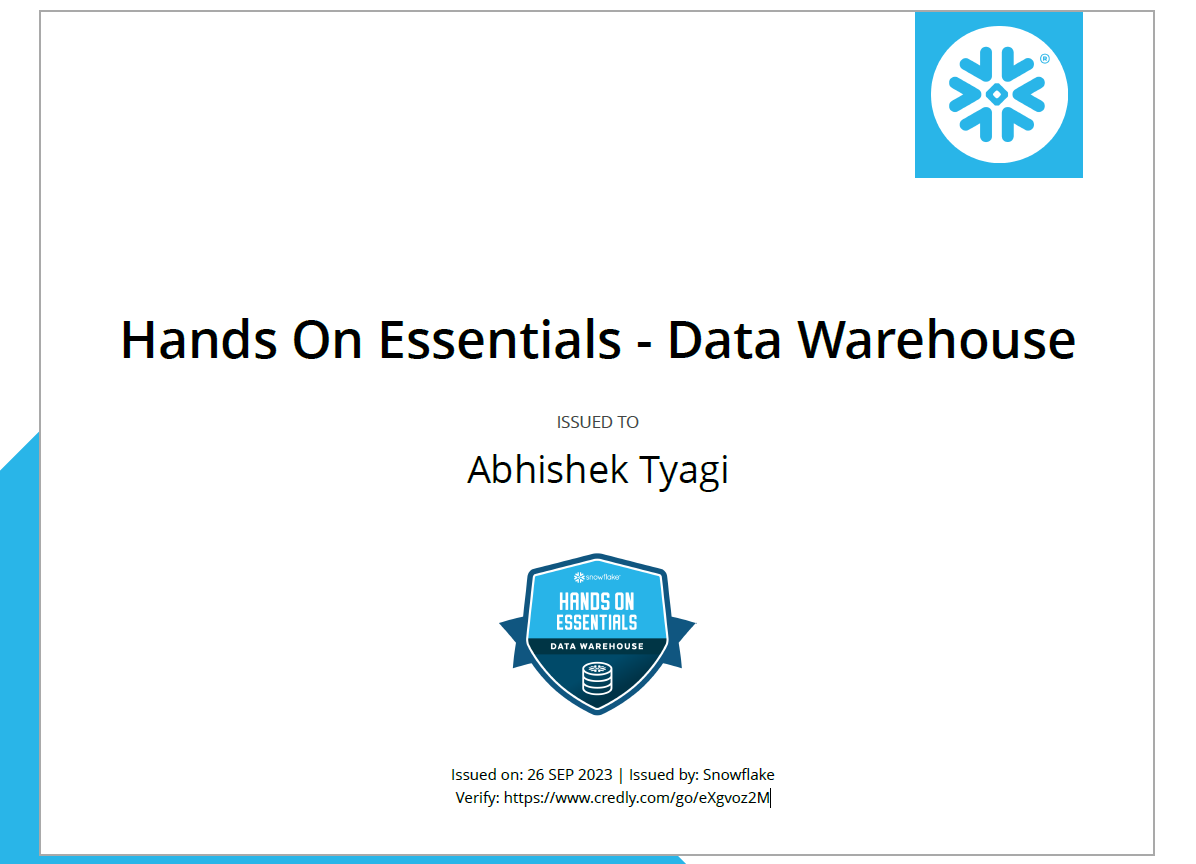 ®
Hands On Essentials - Data Warehouse
ISSUED TO
Abhishek Tyagi
snowflake
HANDS ON
ESSENTIALS
DATA WAREHOUSE
Issued on: 26 SEP 2023 | Issued by: Snowflake
Verify: https://www.credly.com/go/eXgvoz2M